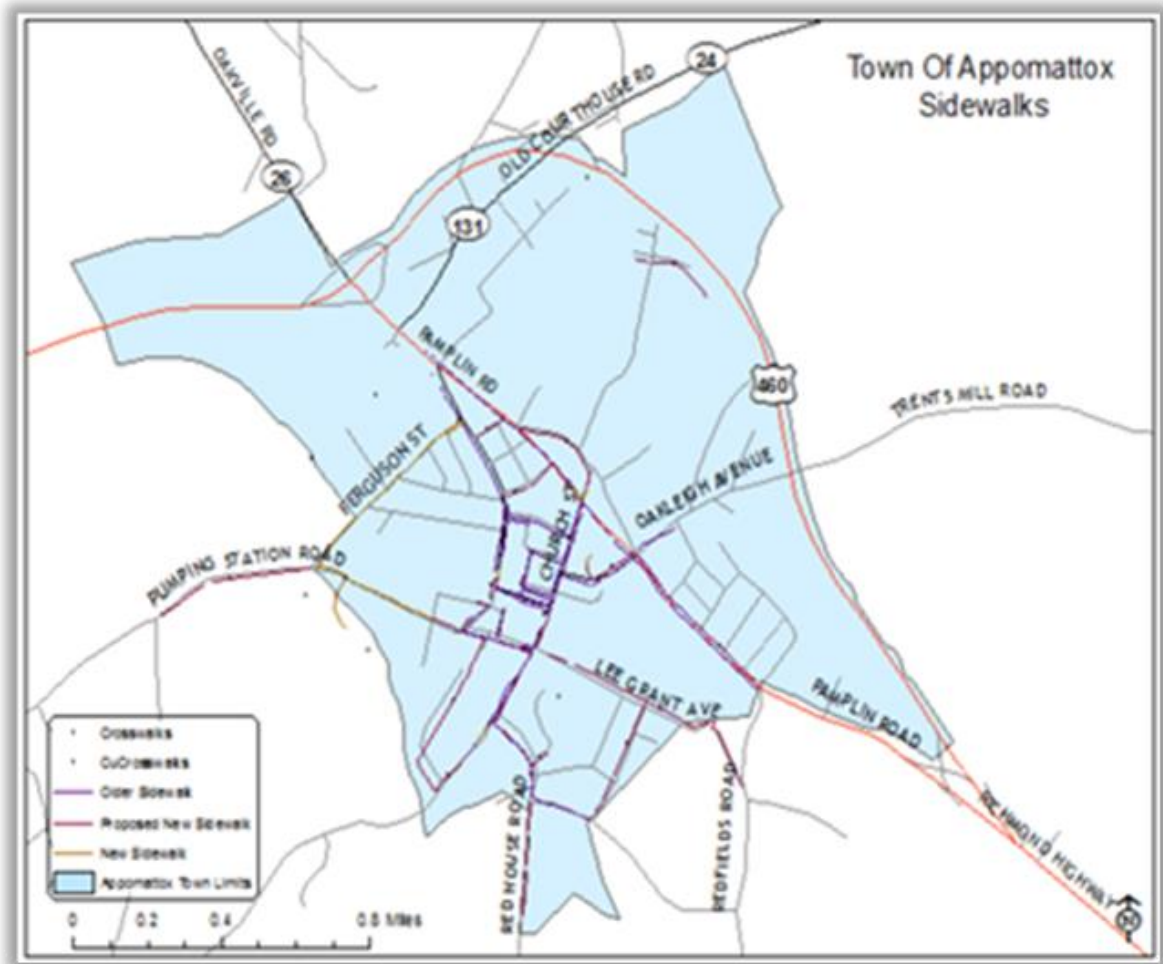 Town Of Appomattox
Sidewalks
OAKVILLE RD
26
24
OLD COURTHOUSE RD
131
PAMPLIN RD
460
TRENTS MILL ROAD
FERGUSON ST
OAKLEIGH AVENUE
CHURCH ST
PUMPING STATION ROAD
LEE GRANT AVE
PAMPLIN ROAD
RED HOUSE ROAD
REDFIELDS ROAD
RICHMOND HIGHWAY
Crosswalks
CuCrosswalks
Older Sidewalk
Proposed New Sidewalk
New Sidewalk
Appomattox Town Limits
0 0.2 0.4 0.8 Miles
N